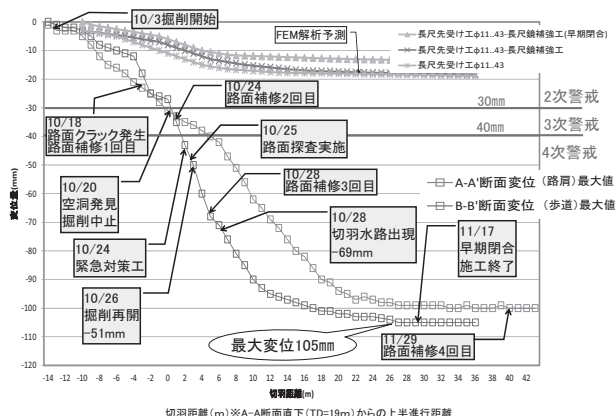 10/3掘削開始
FEM解析予測
長尺先受け工φ11..43-長尺鏡補強工(早期閉合)
長尺先受け工φ11..43-長尺鏡補強工
長尺先受け工φ11..43
10/18
路面クラック発生
路面補修1回目
10/24
路面補修2回目
30mm
2次警戒
40mm
3次警戒
4次警戒
10/25
路面探査実施
10/20
空洞発見
掘削中止
10/28
路面補修3回目
A-A'断面変位（路肩）最大値
B-B'断面変位（歩道）最大値
10/24
緊急対策工
10/28
切羽水路出現
-69mm
11/17
早期閉合
施工終了
10/26
掘削再開
-51mm
最大変位105mm
11/29
路面補修4回目
変位量(mm)
0
-10
-20
-30
-40
-50
-60
-70
-80
-90
-100
-110
-120
-14 -12 -10 -8 -6 -4 -2 0 2 4 6 8 10 12 14 16 18 20 22 24 26 28 30 32 34 36 38 40 42
切羽距離(m)
切羽距離(m)※A-A断面直下(TD=19m)からの上半進行距離